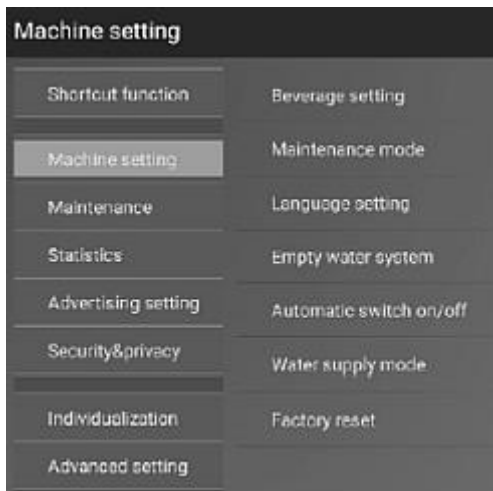 Machine setting
Shortcut function
Machine setting
Maintenance
Statistics
Advertising setting
Security&privacy
Individualization
Advanced setting
Beverage setting
Maintenance mode
Language setting
Empty water system
Automatic switch on/off
Water supply mode
Factory reset